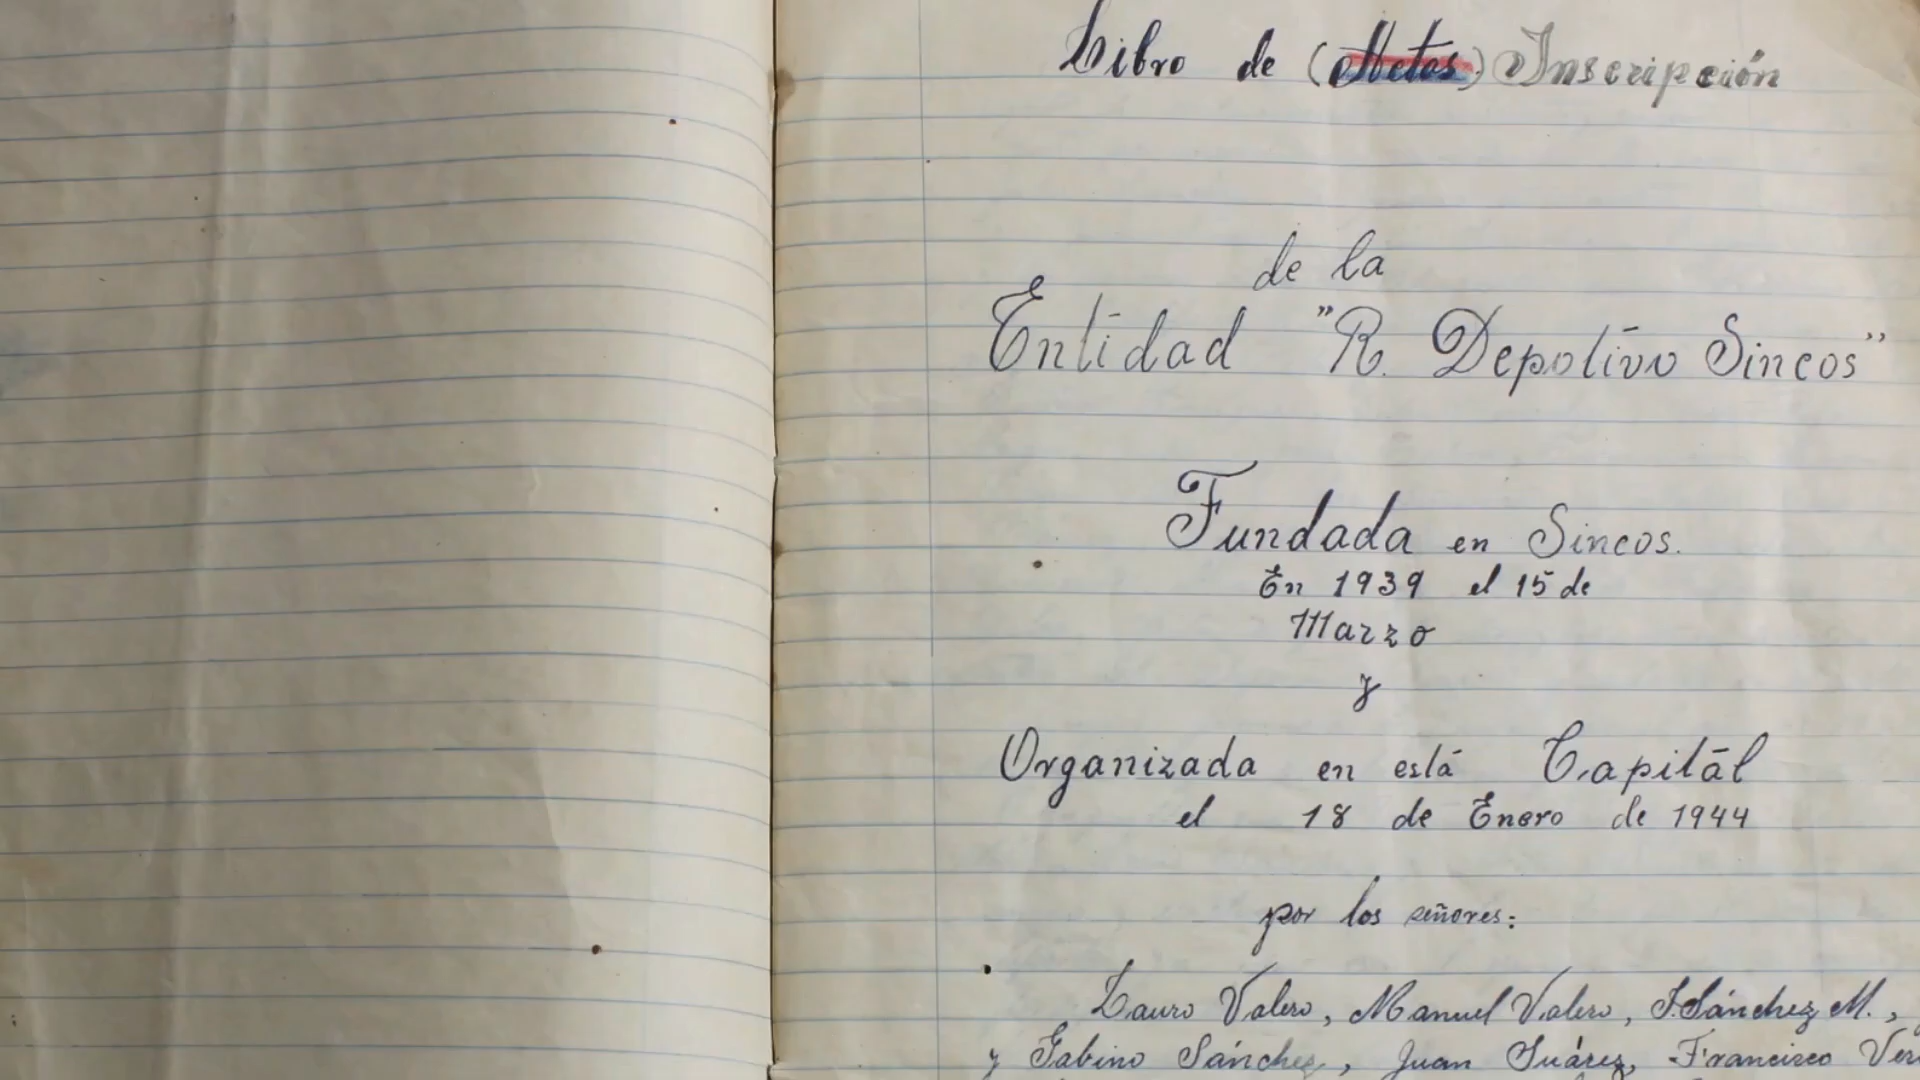 Libro de (Actas) Inscripción
de la
Entidad "R. Depotivo Sincos"
Fundada en Sincos.
En 1939 el 15 de
Marzo
y
Organizada en está Capitál
el 18 de Enero de 1944
por los señores:
Lauro Valero, Manuel Valero, J. Sánchez M.,
y Sabino Sánchez, Juan Suárez, Francisco